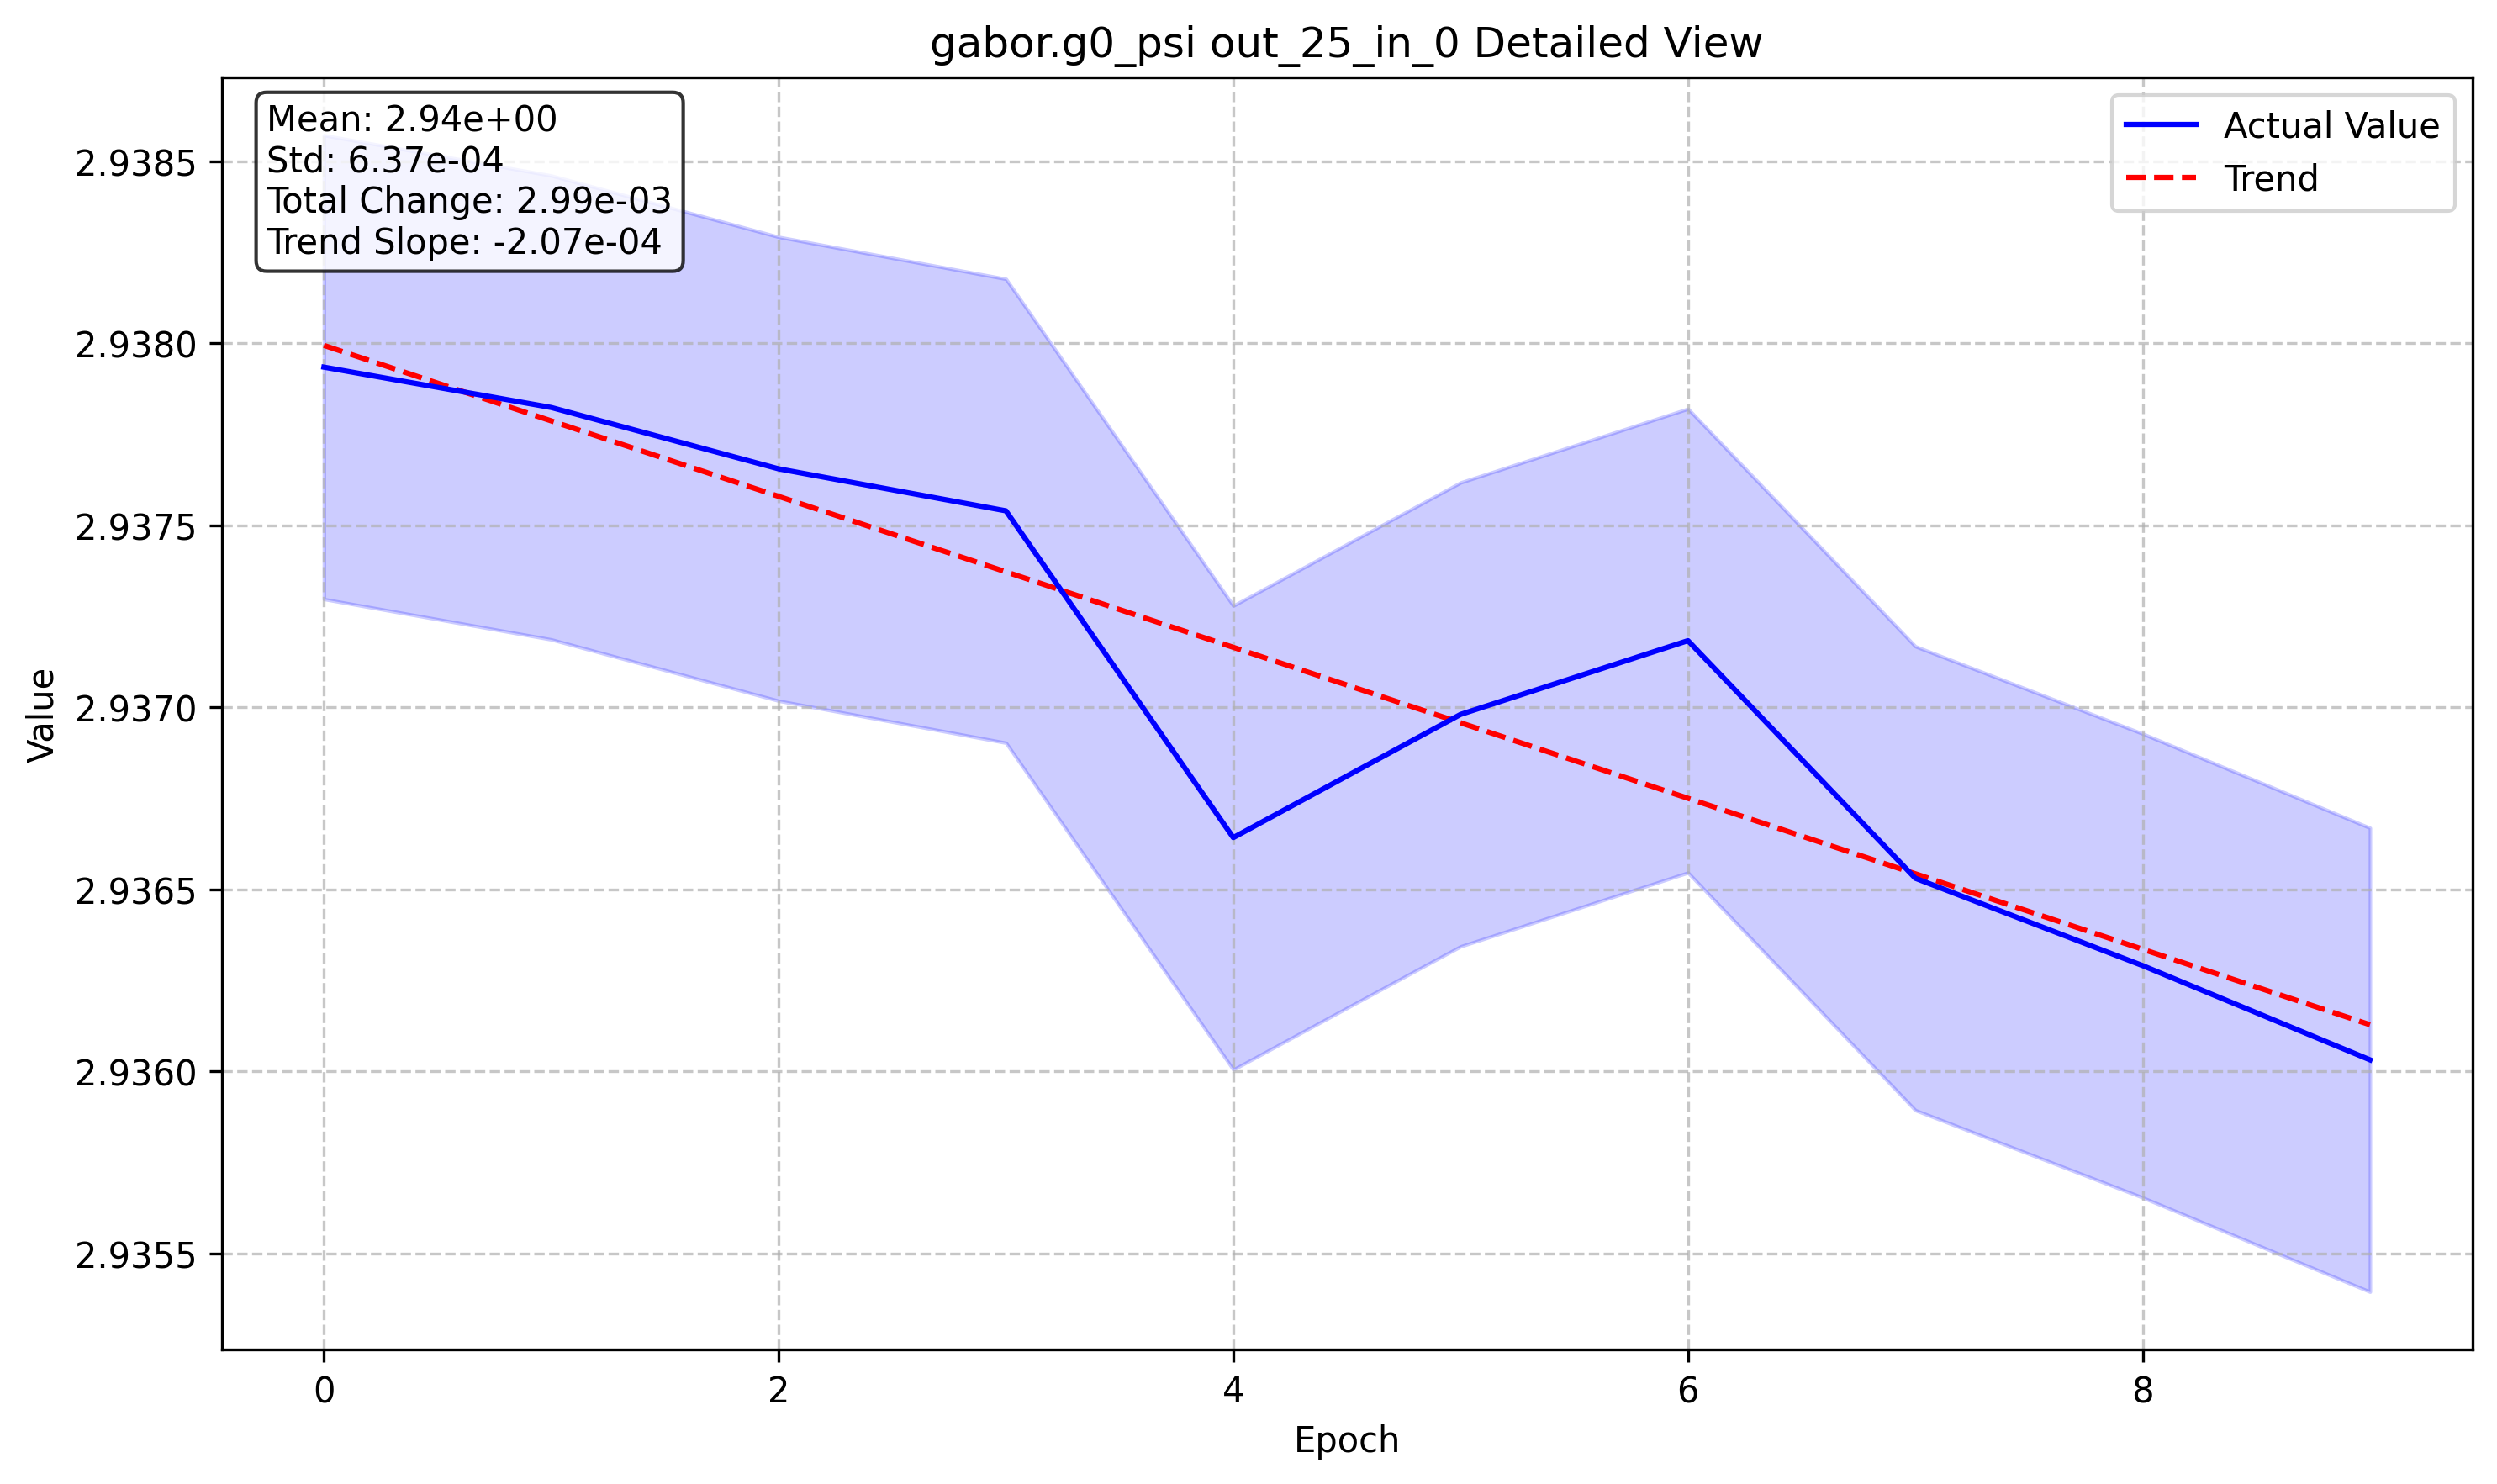 gabor.g0_psi out_25_in_0 Detailed View
Mean: 2.94e+00
Std: 6.37e-04
Total Change: 2.99e-03
Trend Slope: -2.07e-04
Actual Value
Trend
Value
2.9385
2.9380
2.9375
2.9370
2.9365
2.9360
2.9355
0 2 4 6 8
Epoch